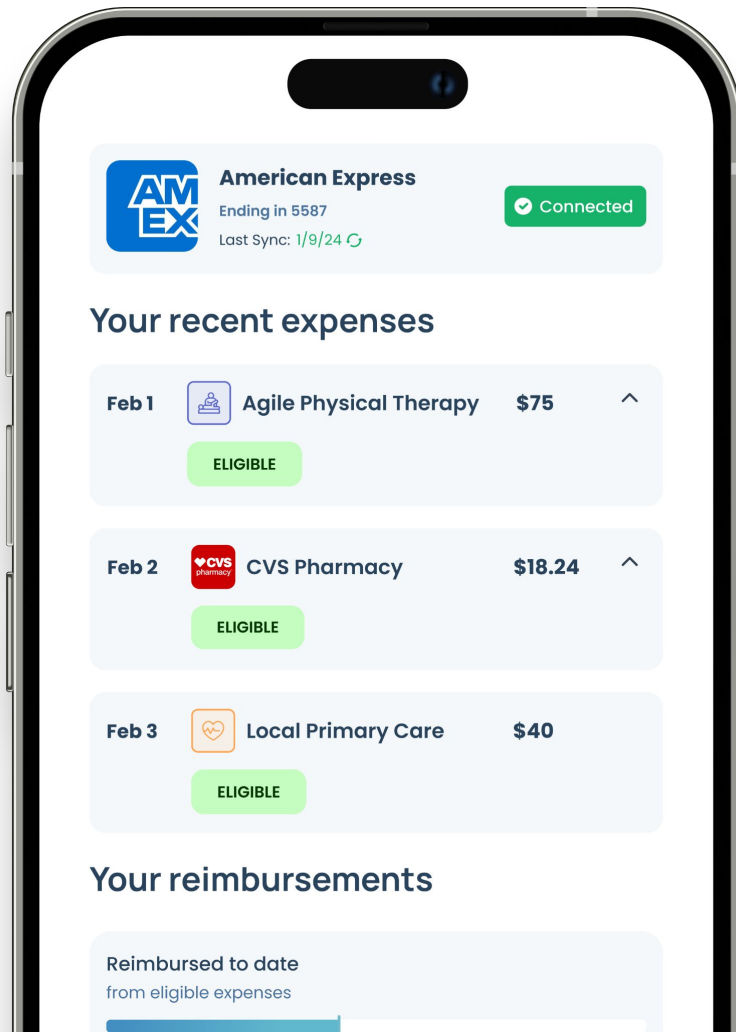 AM
EX
American Express
Ending in 5587
Last Sync: 1/9/24
Connected
Your recent expenses
Feb 1 Agile Physical Therapy $75
ELIGIBLE
Feb 2 CVS pharmacy CVS Pharmacy $18.24
ELIGIBLE
Feb 3 Local Primary Care $40
ELIGIBLE
Your reimbursements
Reimbursed to date
from eligible expenses